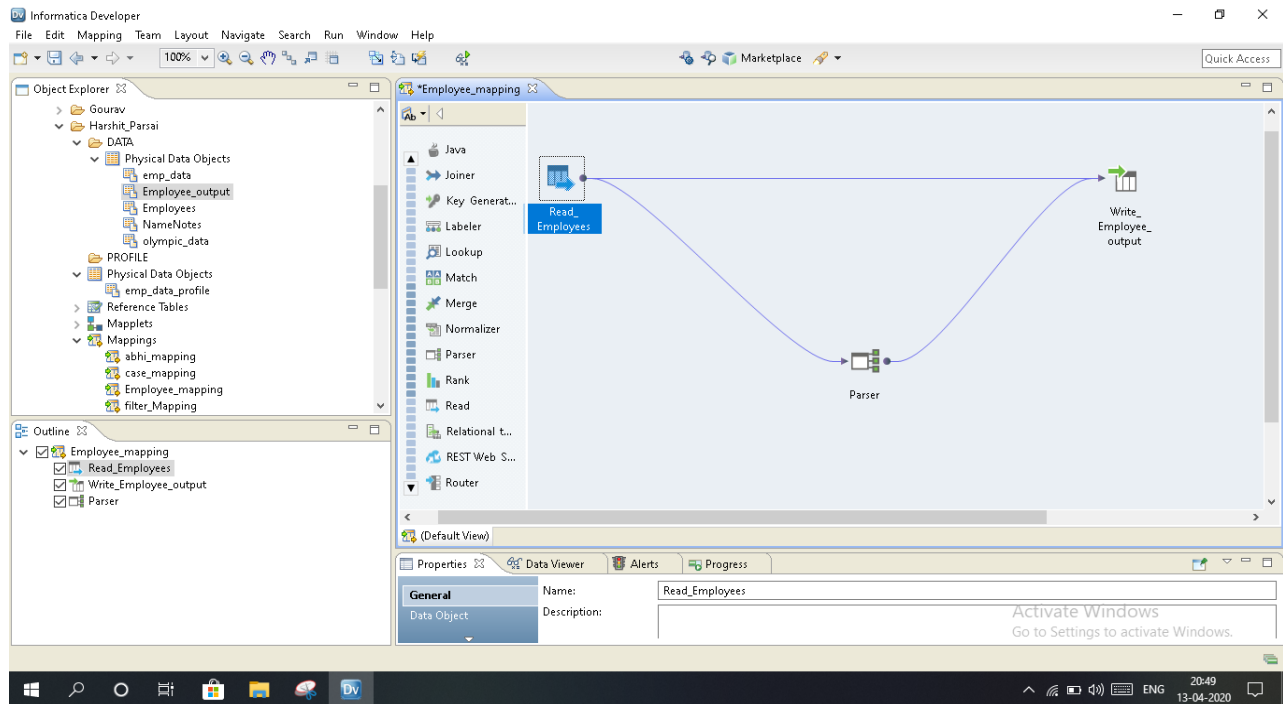 Informatica Developer
File Edit Mapping Team Layout Navigate Search Run Window Help
100%
Marketplace
Quick Access
Object Explorer
Gourav
Harshit_Parsai
DATA
Physical Data Objects
emp_data
Employee_output
Employees
NameNotes
olympic_data
PROFILE
Physical Data Objects
emp_data_profile
Reference Tables
Mapplets
Mappings
abhi_mapping
case_mapping
Employee_mapping
filter_Mapping
Outline
Employee_mapping
Read_Employees
Write_Employee_output
Parser
*Employee_mapping
Ab
Java
Joiner
Key Generat...
Labeler
Lookup
Match
Merge
Normalizer
Parser
Rank
Read
Relational t...
REST Web S...
Router
Read_
Employees
Write_
Employee_
output
Parser
(Default View)
Properties
Data Viewer
Alerts
Progress
General
Data Object
Name:
Read_Employees
Description:
Activate Windows
Go to Settings to activate Windows.
Dv
ENG
20:49
13-04-2020